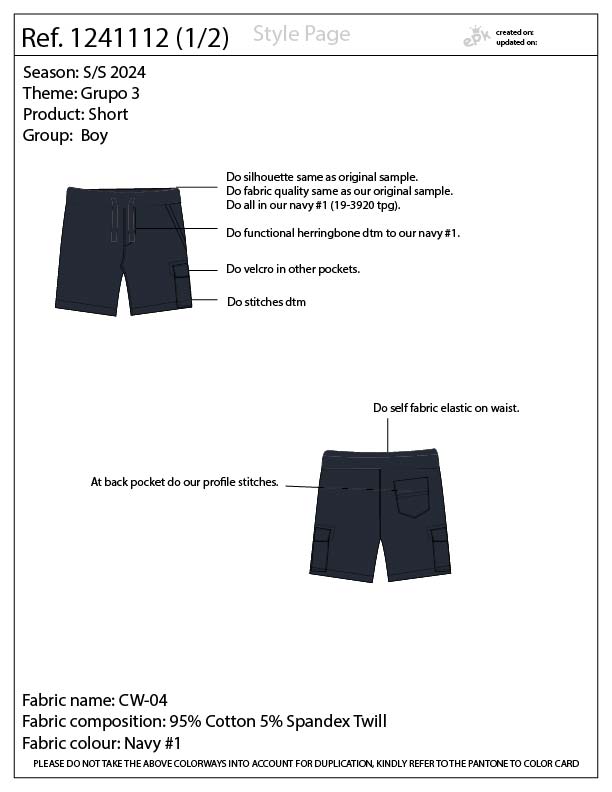 Ref. 1241112 (1/2)
Style Page
epk
created on:
updated on:
Season: S/S 2024
Theme: Grupo 3
Product: Short
Group:  Boy
Do silhouette same as original sample.
Do fabric quality same as our original sample.
Do all in our navy #1 (19-3920 tpg).
Do functional herringbone dtm to our navy #1.
Do velcro in other pockets.
Do stitches dtm
Do self fabric elastic on waist.
At back pocket do our profile stitches.
Fabric name: CW-04
Fabric composition: 95% Cotton 5% Spandex Twill
Fabric colour: Navy #1
PLEASE DO NOT TAKE THE ABOVE COLORWAYS INTO ACCOUNT FOR DUPLICATION, KINDLY REFER TO THE PANTONE TO COLOR CARD